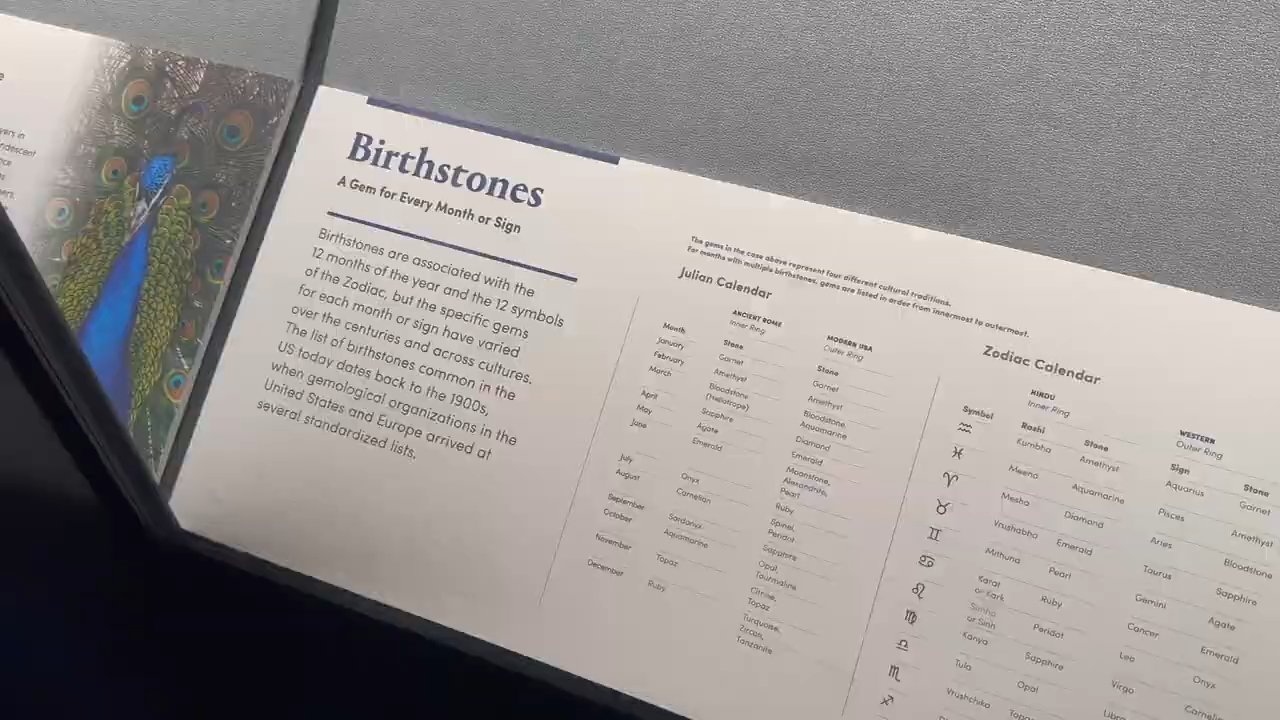 Birthstones
A Gem for Every Month or Sign
Birthstones are associated with the
12 months of the year and the 12 symbols
of the Zodiac, but the specific gems
for each month or sign have varied
over the centuries and across cultures.
The list of birthstones common in the
US today dates back to the 1900s,
when gemological organizations in the
United States and Europe arrived at
several standardized lists.
The gems in the case above represent four different cultural traditions.
For months with multiple birthstones, gems are listed in order from innermost to outermost.
Julian Calendar
ANCIENT ROME MODERN USA
Inner Ring Outer Ring
Month Stone Stone
January Garnet Garnet
February Amethyst Amethyst
March Bloodstone Bloodstone,
(Heliotrope) Aquamarine
April Sapphire Diamond
May Agate Emerald
June Emerald Moonstone,
Alexandrite,
Pearl
July Onyx Ruby
August Carnelian Spinel,
Peridot
September Sardonyx Sapphire
October Aquamarine Opal,
Tourmaline
November Topaz Citrine,
Topaz
December Ruby Turquoise,
Zircon,
Tanzanite
Zodiac Calendar
HINDU WESTERN
Inner Ring Outer Ring
Symbol Rashi Stone Sign Stone
♒ Kumbha Amethyst Aquarius Garnet
♓ Meena Aquamarine Pisces Amethyst
♈ Mesha Diamond Aries Bloodstone
♉ Vrushabha Emerald Taurus Sapphire
♊ Mithuna Pearl Gemini Agate
♋ Karat Ruby Cancer Emerald
or Kark
♌ Simha Peridot Leo Onyx
or Sinh
♍ Kanya Sapphire Virgo
♎ Tula Opal
♏ Vrushchika
♐